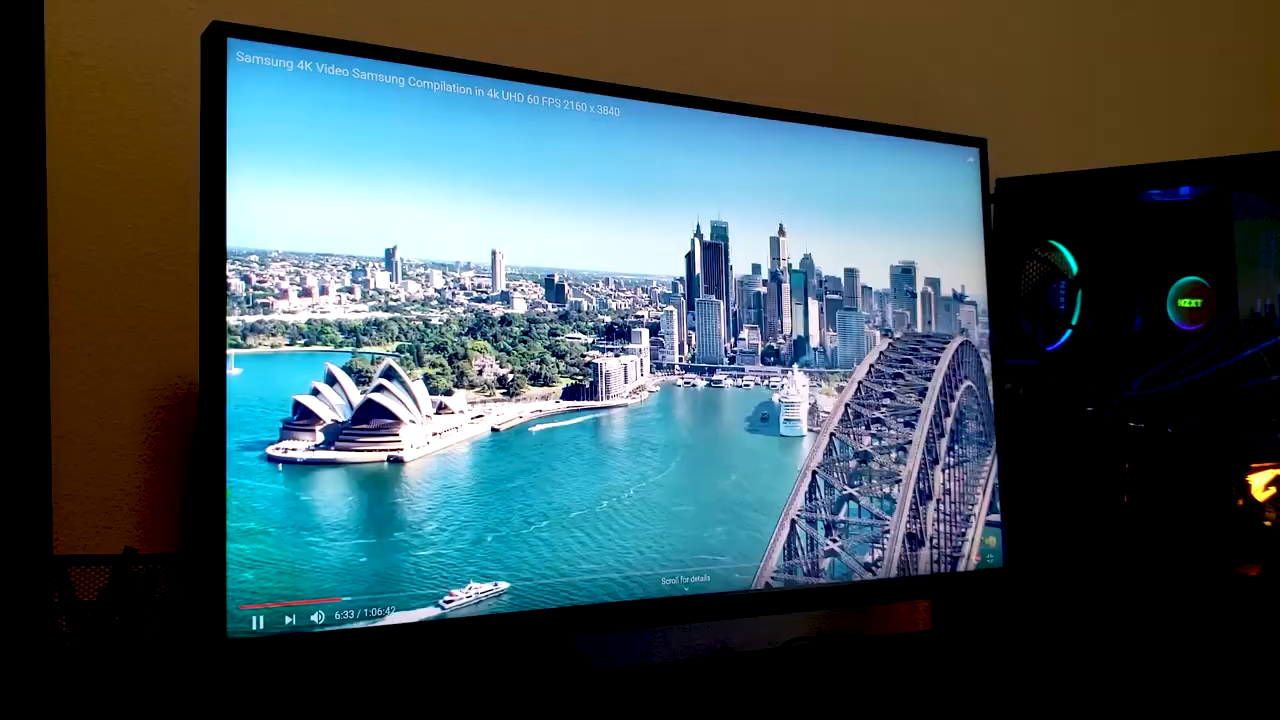 Samsung 4K Video Samsung Compilation in 4k UHD 60 FPS 2160 x 3840
NZXT
NZXT
Scroll for details
6:33 / 1:06:42